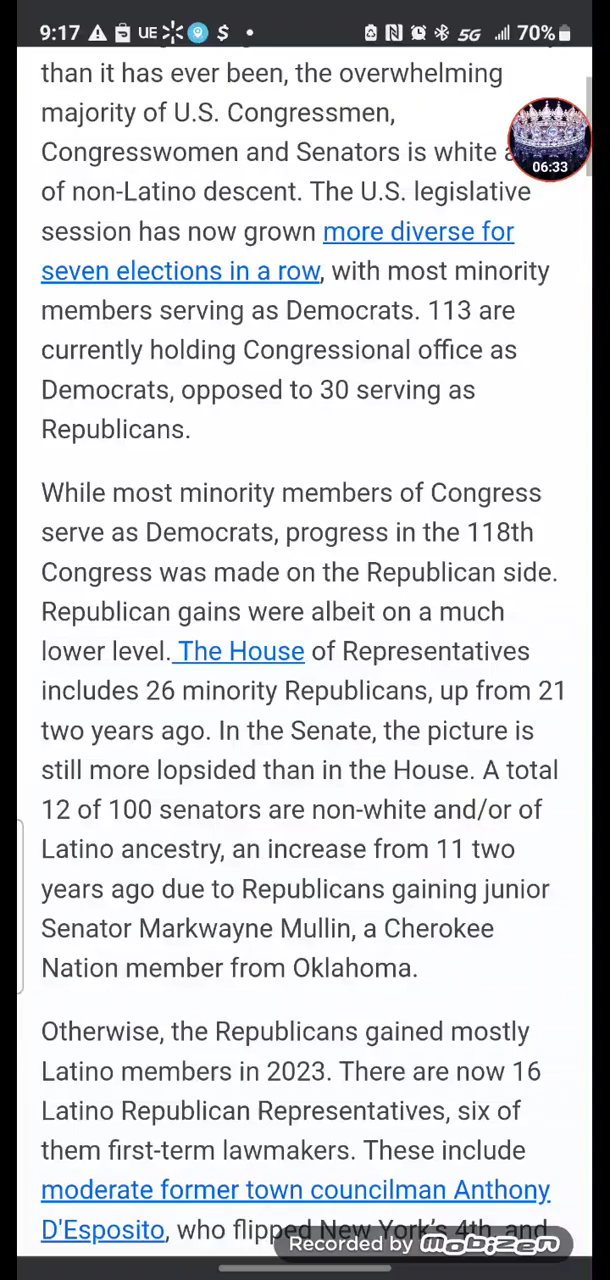 9:17 UE $ • 5G 70%
than it has ever been, the overwhelming
majority of U.S. Congressmen,
Congresswomen and Senators is white
06:33
of non-Latino descent. The U.S. legislative
session has now grown more diverse for
seven elections in a row, with most minority
members serving as Democrats. 113 are
currently holding Congressional office as
Democrats, opposed to 30 serving as
Republicans.
While most minority members of Congress
serve as Democrats, progress in the 118th
Congress was made on the Republican side.
Republican gains were albeit on a much
lower level. The House of Representatives
includes 26 minority Republicans, up from 21
two years ago. In the Senate, the picture is
still more lopsided than in the House. A total
12 of 100 senators are non-white and/or of
Latino ancestry, an increase from 11 two
years ago due to Republicans gaining junior
Senator Markwayne Mullin, a Cherokee
Nation member from Oklahoma.
Otherwise, the Republicans gained mostly
Latino members in 2023. There are now 16
Latino Republican Representatives, six of
them first-term lawmakers. These include
moderate former town councilman Anthony
D'Esposito, who flipped New York's 4th, and
Recorded by Mobizen